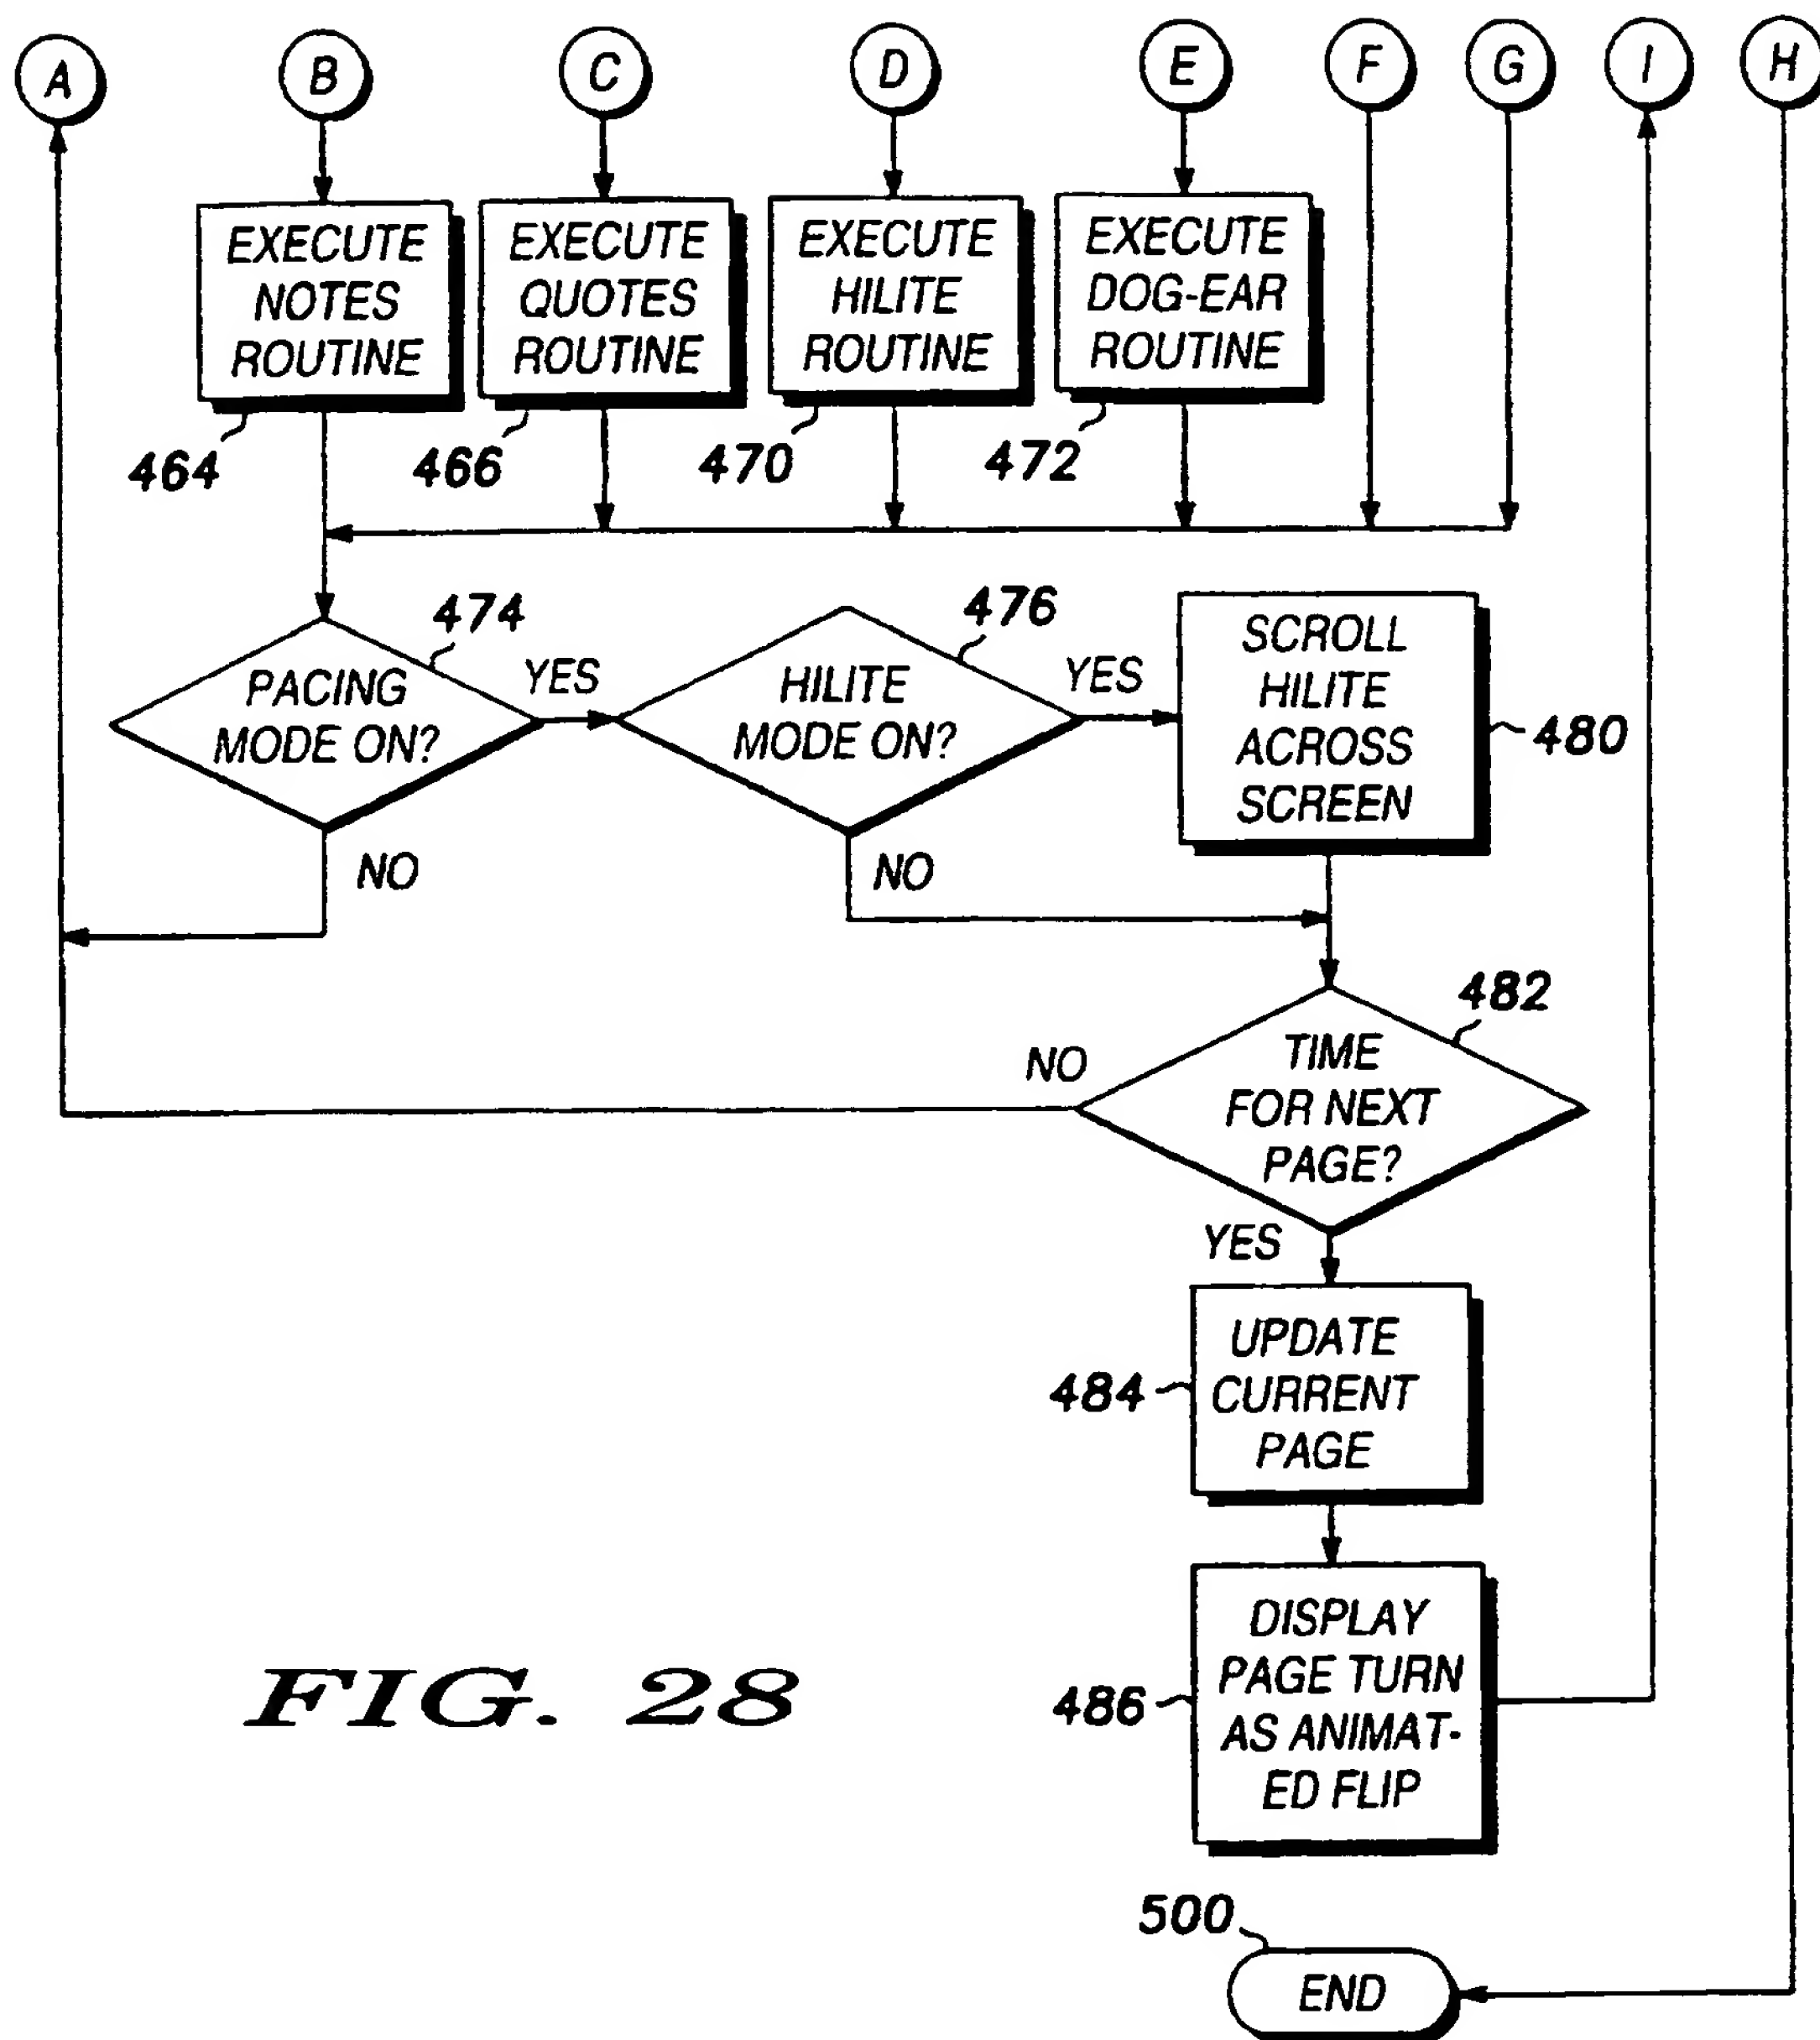 A B C D E F G I H
EXECUTE
NOTES
ROUTINE
464
EXECUTE
QUOTES
ROUTINE
466
EXECUTE
HILITE
ROUTINE
470
EXECUTE
DOG-EAR
ROUTINE
472
PACING
MODE ON?
474
YES
NO
HILITE
MODE ON?
476
YES
NO
SCROLL
HILITE
ACROSS
SCREEN
480
TIME
FOR NEXT
PAGE?
482
NO
YES
UPDATE
CURRENT
PAGE
484
DISPLAY
PAGE TURN
AS ANIMAT-
ED FLIP
486
FIG. 28
500
END